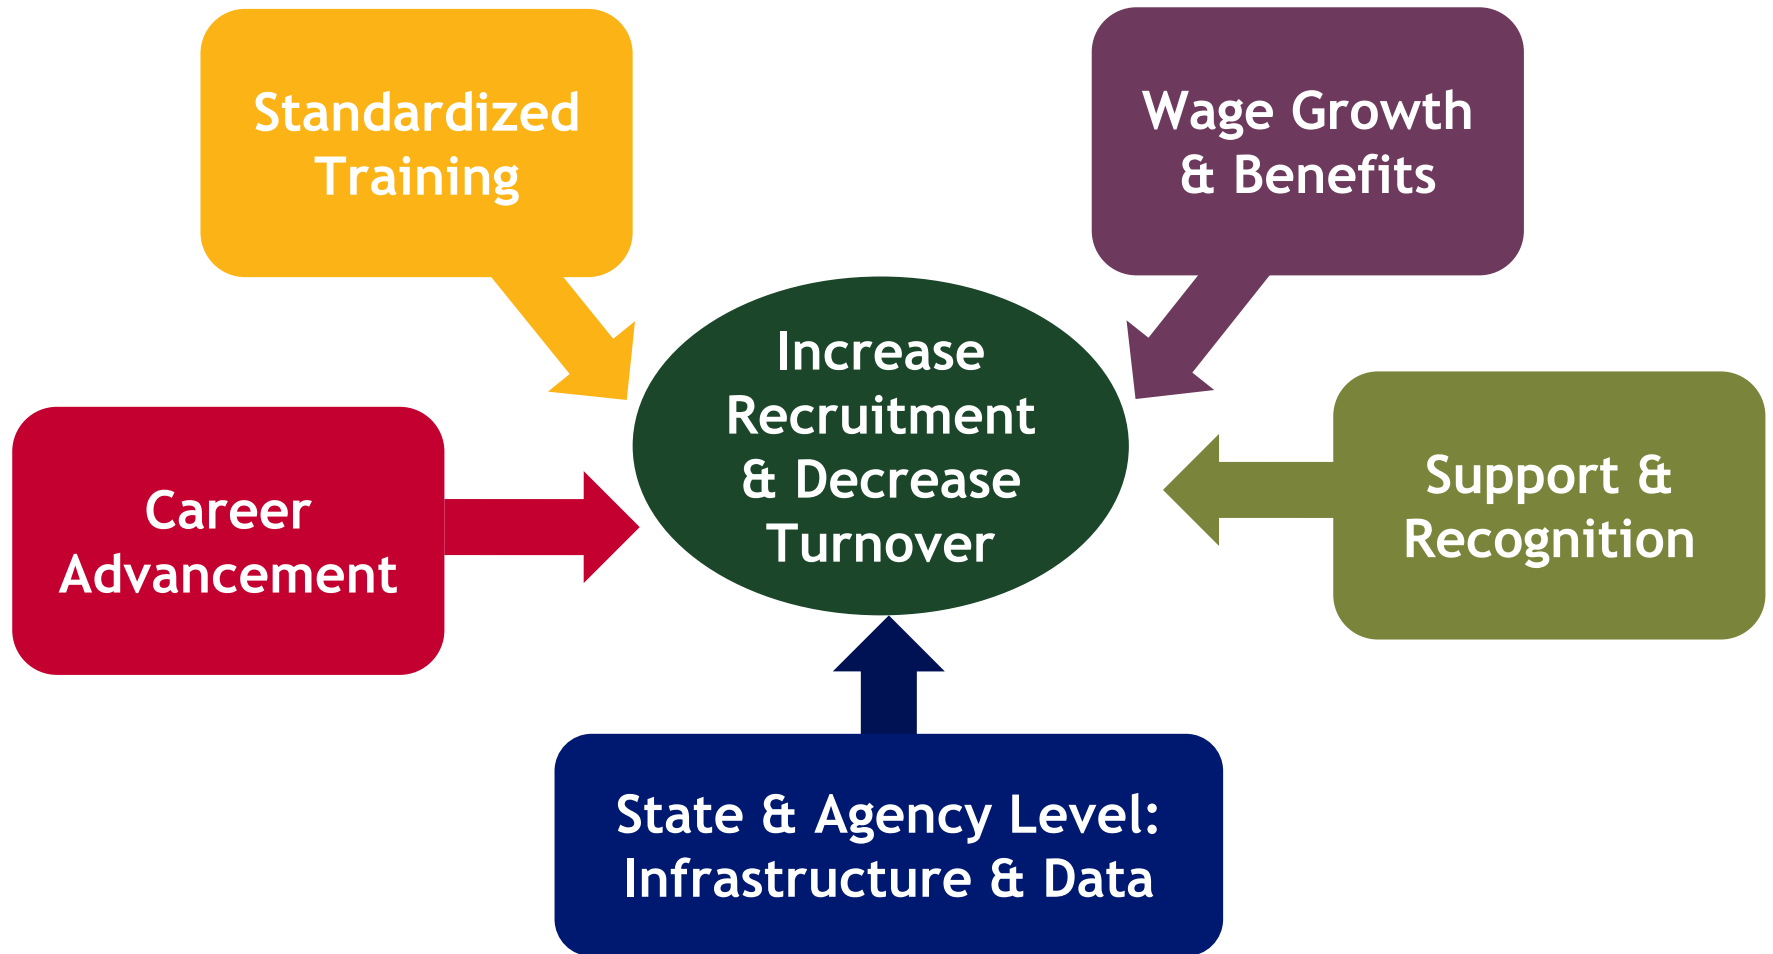 Standardized
Training
Wage Growth
& Benefits
Increase
Recruitment
& Decrease
Turnover
Career
Advancement
Support &
Recognition
State & Agency Level:
Infrastructure & Data